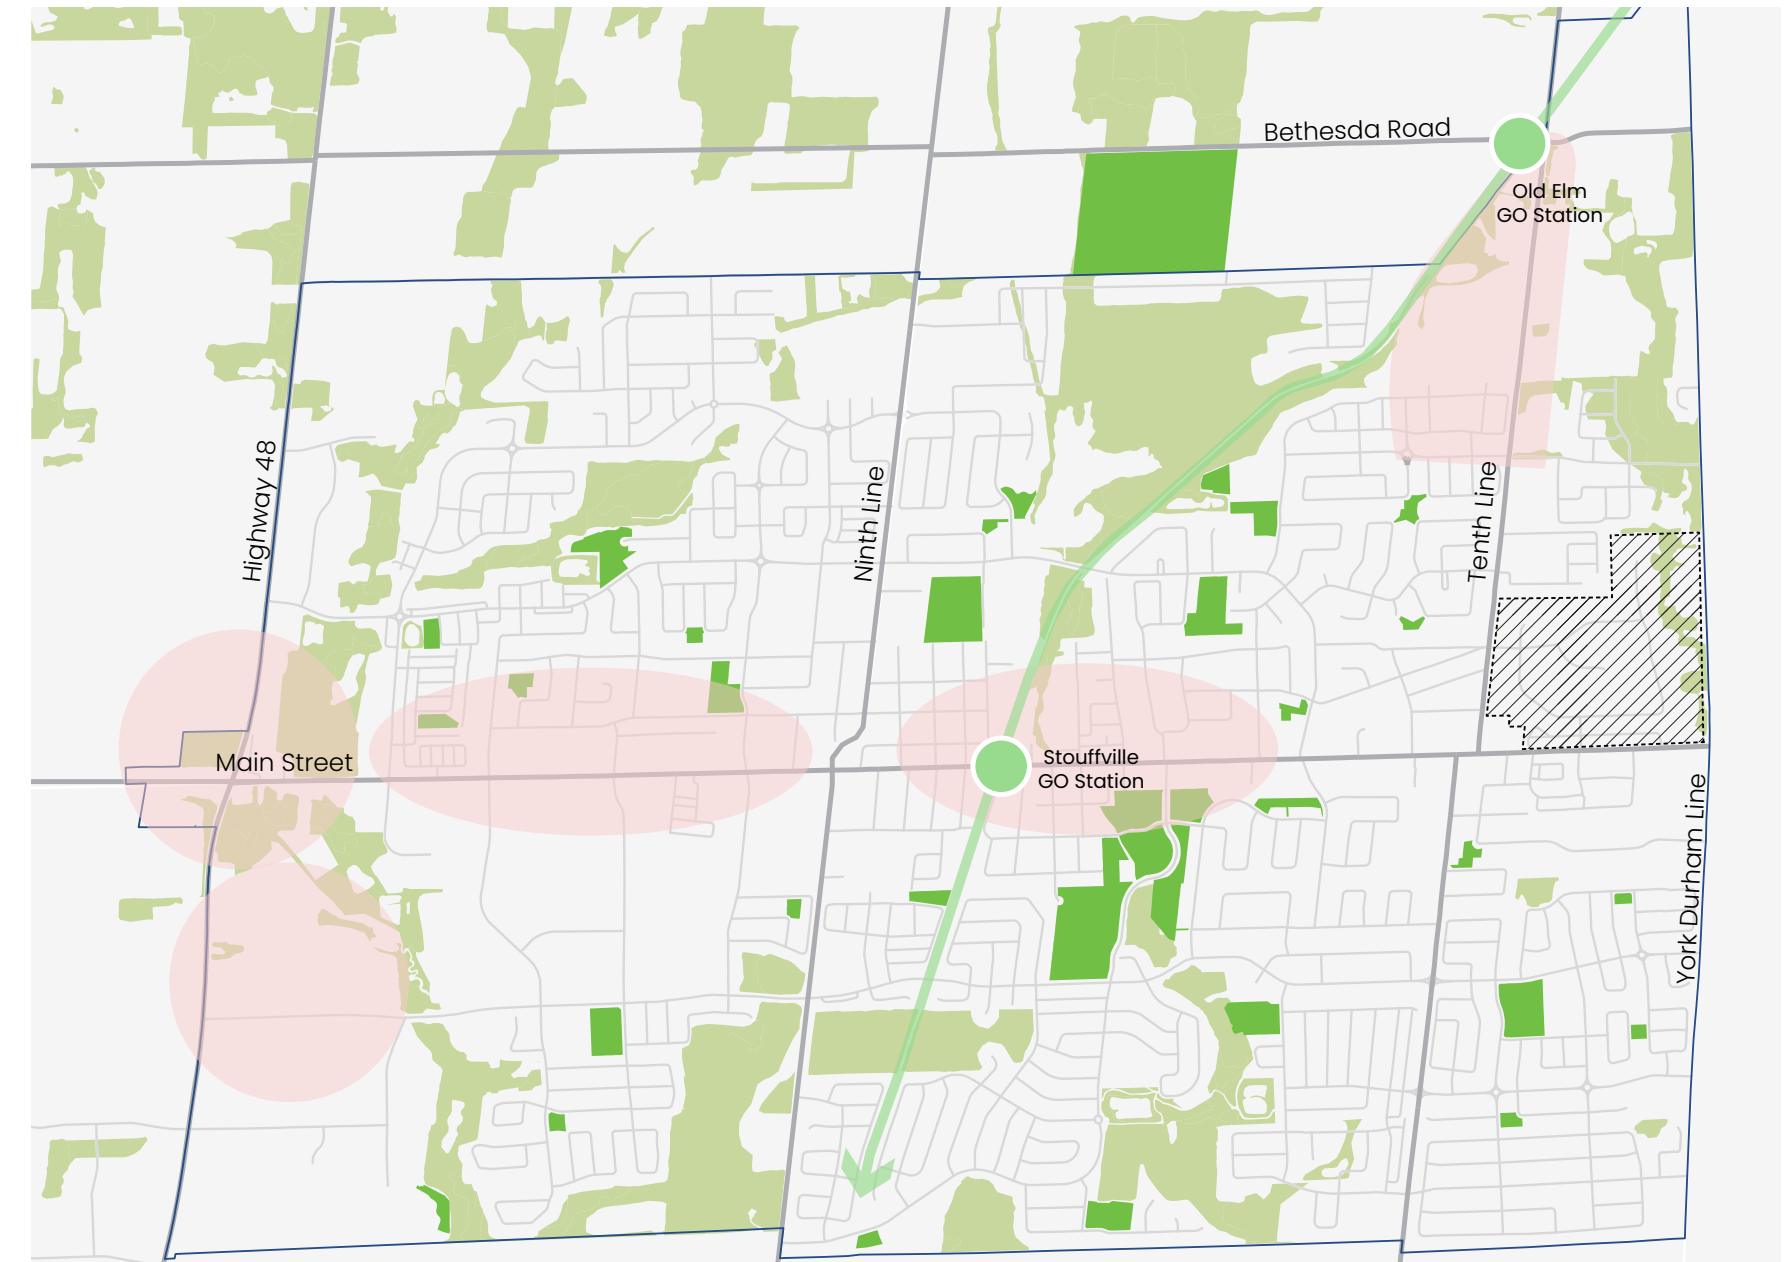 Bethesda Road
Old Elm
GO Station
Highway 48
Ninth Line
Tenth Line
Main Street
Stouffville
GO Station
York Durham Line